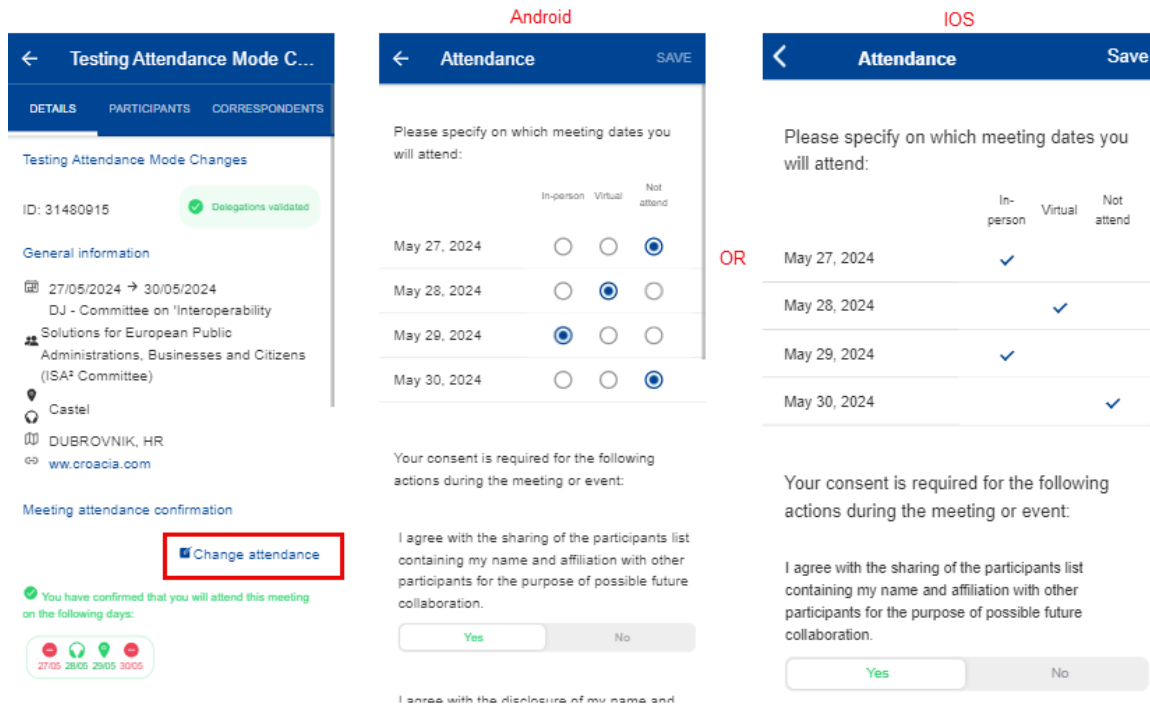 Android
IOS
Testing Attendance Mode C...
DETAILS PARTICIPANTS CORRESPONDENTS
Testing Attendance Mode Changes
ID: 31480915
Delegations validated
General information
27/05/2024 → 30/05/2024
DJ - Committee on 'Interoperability
Solutions for European Public
Administrations, Businesses and Citizens
(ISA² Committee)
Castel
DUBROVNIK, HR
ww.croacia.com
Meeting attendance confirmation
Change attendance
You have confirmed that you will attend this meeting
on the following days:
27/05 28/05 29/05 30/05
Attendance SAVE
Please specify on which meeting dates you
will attend:
In-person Virtual Not
attend
May 27, 2024
May 28, 2024
May 29, 2024
May 30, 2024
Your consent is required for the following
actions during the meeting or event:
I agree with the sharing of the participants list
containing my name and affiliation with other
participants for the purpose of possible future
collaboration.
Yes No
I agree with the disclosure of my name and
OR
Attendance Save
Please specify on which meeting dates you
will attend:
In-
person Virtual Not
attend
May 27, 2024
May 28, 2024
May 29, 2024
May 30, 2024
Your consent is required for the following
actions during the meeting or event:
I agree with the sharing of the participants list
containing my name and affiliation with other
participants for the purpose of possible future
collaboration.
Yes No